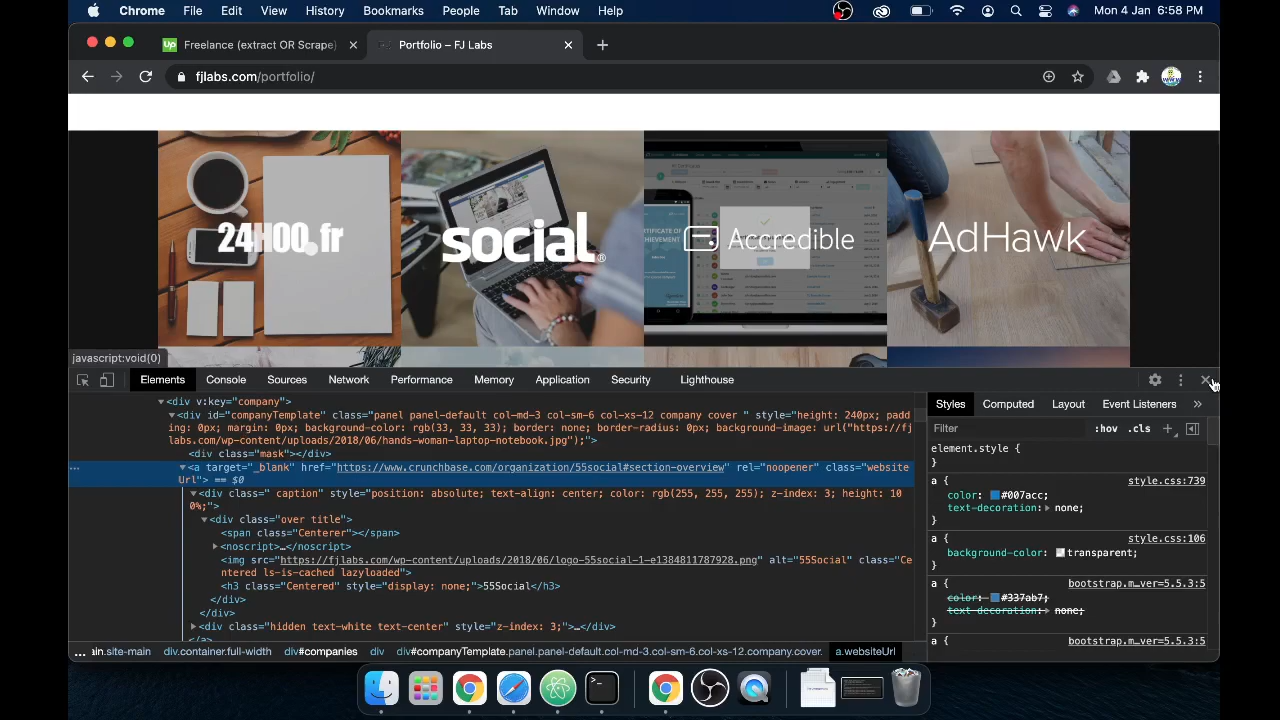 Chrome File Edit View History Bookmarks People Tab Window Help Mon 4 Jan 6:58 PM
Up Freelance (extract OR Scrape) Portfolio – FJ Labs
fjlabs.com/portfolio/
24H00.fr social® Accredible AdHawk
javascript:void(0)
Elements Console Sources Network Performance Memory Application Security Lighthouse
<div v:key="company">
<div id="companyTemplate" class="panel panel-default col-md-3 col-sm-6 col-xs-12 company cover " style="height: 240px; padd
ing: 0px; margin: 0px; background-color: rgb(33, 33, 33); border: none; border-radius: 0px; background-image: url("https://fj
labs.com/wp-content/uploads/2018/06/hands-woman-laptop-notebook.jpg");">
<div class="mask"></div>
<a target="_blank" href="https://www.crunchbase.com/organization/55social#section-overview" rel="noopener" class="website
Url"> == $0
<div class=" caption" style="position: absolute; text-align: center; color: rgb(255, 255, 255); z-index: 3; height: 10
0%;">
<div class="over title">
<span class="Centerer"></span>
<noscript>…</noscript>
<img src="https://fjlabs.com/wp-content/uploads/2018/06/logo-55social-1-e1384811787928.png" alt="55Social" class="Ce
ntered ls-is-cached lazyloaded">
<h3 class="Centered" style="display: none;">55Social</h3>
</div>
</div>
<div class="hidden text-white text-center" style="z-index: 3;">…</div>
</a>
... ain.site-main div.container.full-width div#companies div div#companyTemplate.panel.panel-default.col-md-3.col-sm-6.col-xs-12.company.cover. a.websiteUrl
Styles Computed Layout Event Listeners »
Filter :hov .cls +
element.style {
}
a { style.css:739
color: #007acc;
text-decoration: none;
}
a { style.css:106
background-color: transparent;
}
a { bootstrap.m…ver=5.5.3:5
color: #337ab7;
text-decoration: none;
}
a { bootstrap.m…ver=5.5.3:5